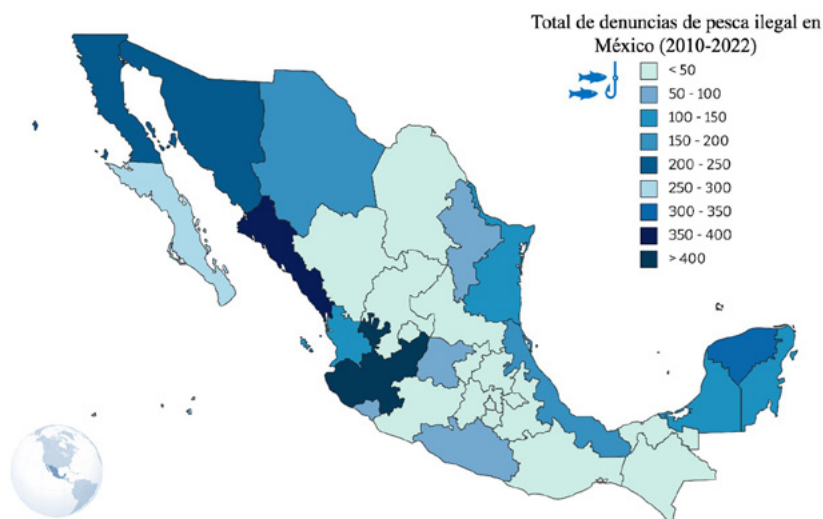 Total de denuncias de pesca ilegal en
México (2010-2022)
< 50
50 - 100
100 - 150
150 - 200
200 - 250
250 - 300
300 - 350
350 - 400
> 400